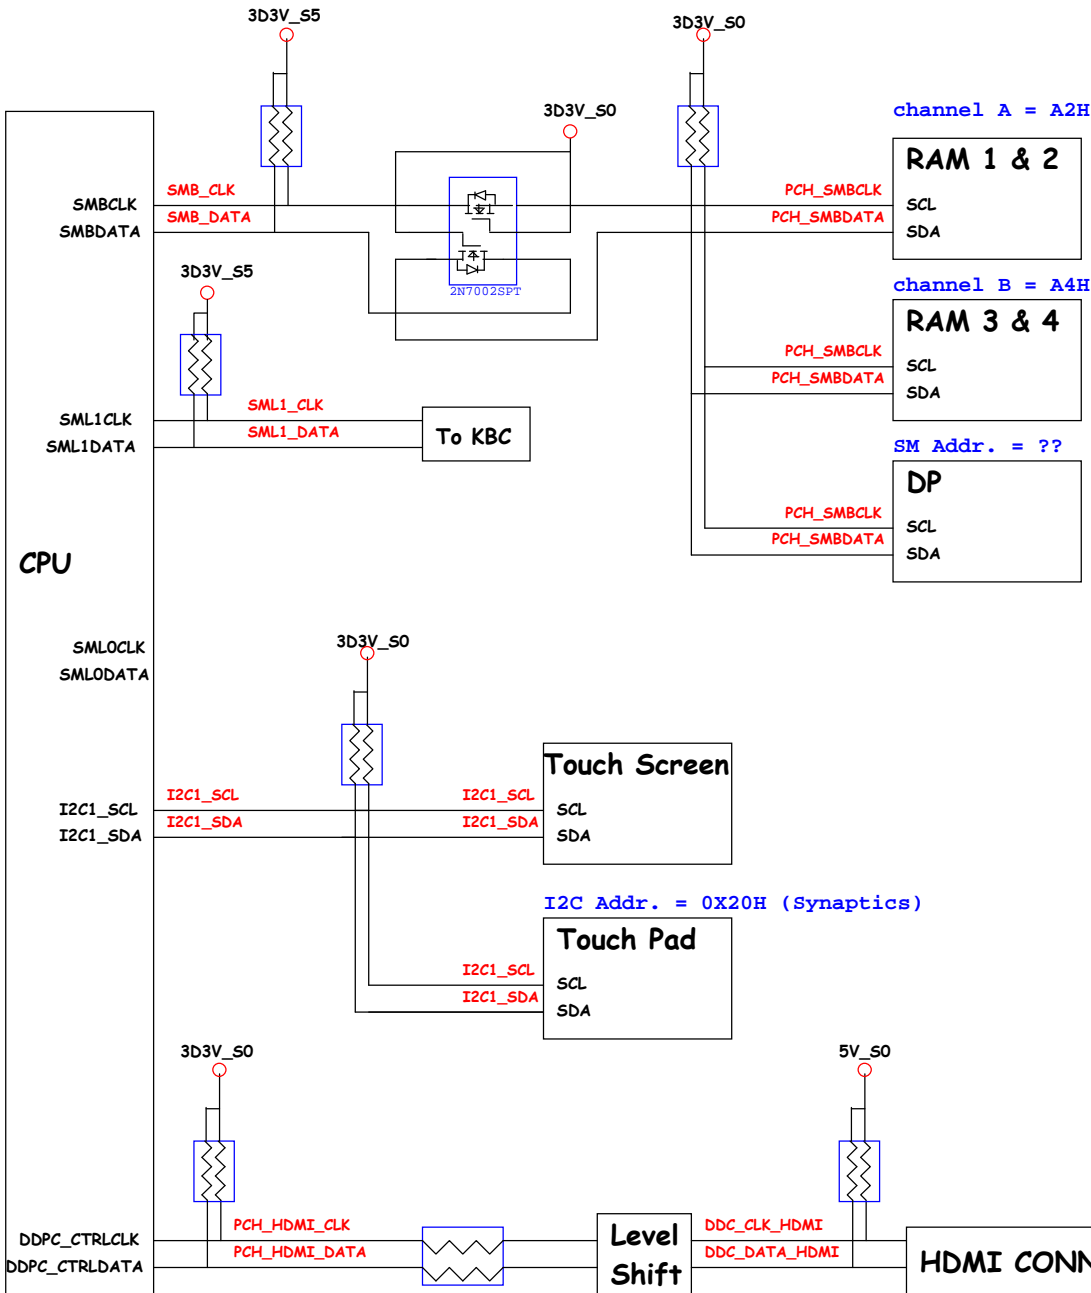 3D3V_S5
3D3V_S0
3D3V_S0
channel A = A2H
RAM 1 & 2
SMB_CLK
PCH_SMBCLK
SMBCLK
SCL
SMB_DATA
PCH_SMBDATA
SMBDATA
SDA
3D3V_S5
2N7002SPT
channel B = A4H
RAM 3 & 4
PCH_SMBCLK
SCL
PCH_SMBDATA
SDA
SML1_CLK
SML1CLK
SML1_DATA
SML1DATA
To KBC
SM Addr. = ??
DP
PCH_SMBCLK
SCL
PCH_SMBDATA
SDA
CPU
SML0CLK
SML0DATA
3D3V_S0
Touch Screen
I2C1_SCL
I2C1_SCL
I2C1_SCL
SCL
I2C1_SDA
I2C1_SDA
I2C1_SDA
SDA
I2C Addr. = 0X20H (Synaptics)
Touch Pad
I2C1_SCL
SCL
I2C1_SDA
SDA
3D3V_S0
5V_S0
PCH_HDMI_CLK
DDC_CLK_HDMI
DDPC_CTRLCLK
PCH_HDMI_DATA
DDC_DATA_HDMI
DDPC_CTRLDATA
Level
Shift
HDMI CONN